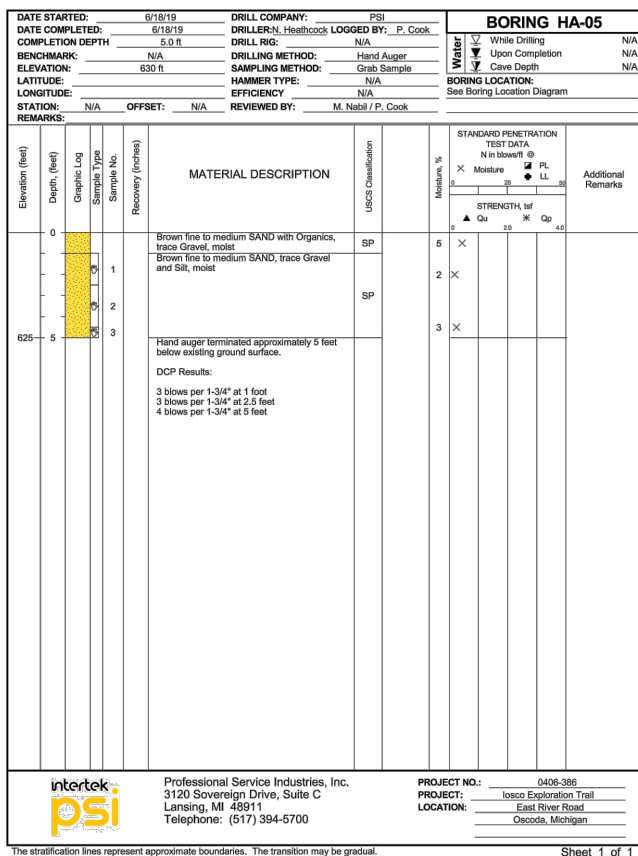 DATE STARTED: 6/18/19 DRILL COMPANY: PSI
DATE COMPLETED: 6/18/19 DRILLER: N. Heathcock LOGGED BY: P. Cook
COMPLETION DEPTH 5.0 ft DRILL RIG: N/A
BENCHMARK: N/A DRILLING METHOD: Hand Auger
ELEVATION: 630 ft SAMPLING METHOD: Grab Sample
LATITUDE: HAMMER TYPE: N/A
LONGITUDE: EFFICIENCY N/A
STATION: N/A OFFSET: N/A REVIEWED BY: M. Nabil / P. Cook
REMARKS:
BORING HA-05
Water
While Drilling N/A
Upon Completion N/A
Cave Depth N/A
BORING LOCATION:
See Boring Location Diagram
Elevation (feet)
Depth, (feet)
Graphic Log
Sample Type
Sample No.
Recovery (inches)
MATERIAL DESCRIPTION
USCS Classification
Moisture, %
STANDARD PENETRATION
TEST DATA
N in blows/ft
Moisture PL
LL
0 25 50
STRENGTH, tsf
Qu Qp
0 2.0 4.0
Additional
Remarks
0
Brown fine to medium SAND with Organics,
trace Gravel, moist
SP 5
Brown fine to medium SAND, trace Gravel
and Silt, moist
1 2
2 SP
3 3
625 5
Hand auger terminated approximately 5 feet
below existing ground surface.
DCP Results:
3 blows per 1-3/4" at 1 foot
3 blows per 1-3/4" at 2.5 feet
4 blows per 1-3/4" at 5 feet
intertek
psi
Professional Service Industries, Inc.
3120 Sovereign Drive, Suite C
Lansing, MI 48911
Telephone: (517) 394-5700
PROJECT NO.: 0406-386
PROJECT: Iosco Exploration Trail
LOCATION: East River Road
Oscoda, Michigan
The stratification lines represent approximate boundaries. The transition may be gradual.
Sheet 1 of 1